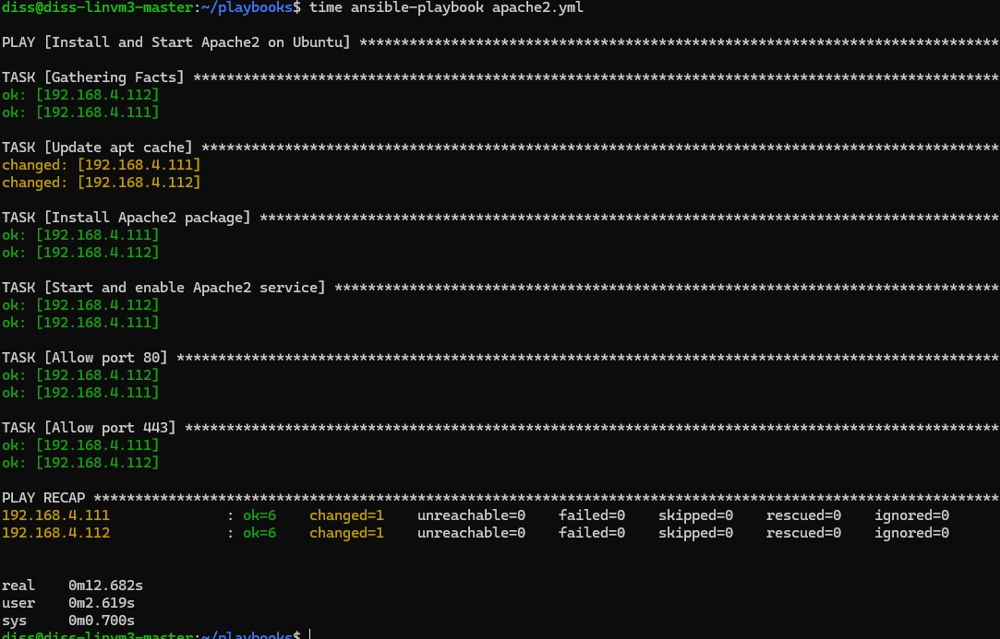 diss@diss-linvm3-master:~/playbooks$ time ansible-playbook apache2.yml
PLAY [Install and Start Apache2 on Ubuntu] *****************************************************************************
TASK [Gathering Facts] *************************************************************************************************
ok: [192.168.4.112]
ok: [192.168.4.111]
TASK [Update apt cache] ************************************************************************************************
changed: [192.168.4.111]
changed: [192.168.4.112]
TASK [Install Apache2 package] *****************************************************************************************
ok: [192.168.4.111]
ok: [192.168.4.112]
TASK [Start and enable Apache2 service] ********************************************************************************
ok: [192.168.4.112]
ok: [192.168.4.111]
TASK [Allow port 80] ***************************************************************************************************
ok: [192.168.4.112]
ok: [192.168.4.111]
TASK [Allow port 443] **************************************************************************************************
ok: [192.168.4.111]
ok: [192.168.4.112]
PLAY RECAP *************************************************************************************************************
192.168.4.111 : ok=6 changed=1 unreachable=0 failed=0 skipped=0 rescued=0 ignored=0
192.168.4.112 : ok=6 changed=1 unreachable=0 failed=0 skipped=0 rescued=0 ignored=0
real 0m12.682s
user 0m2.619s
sys 0m0.700s
diss@diss-linvm3-master:~/playbooks$